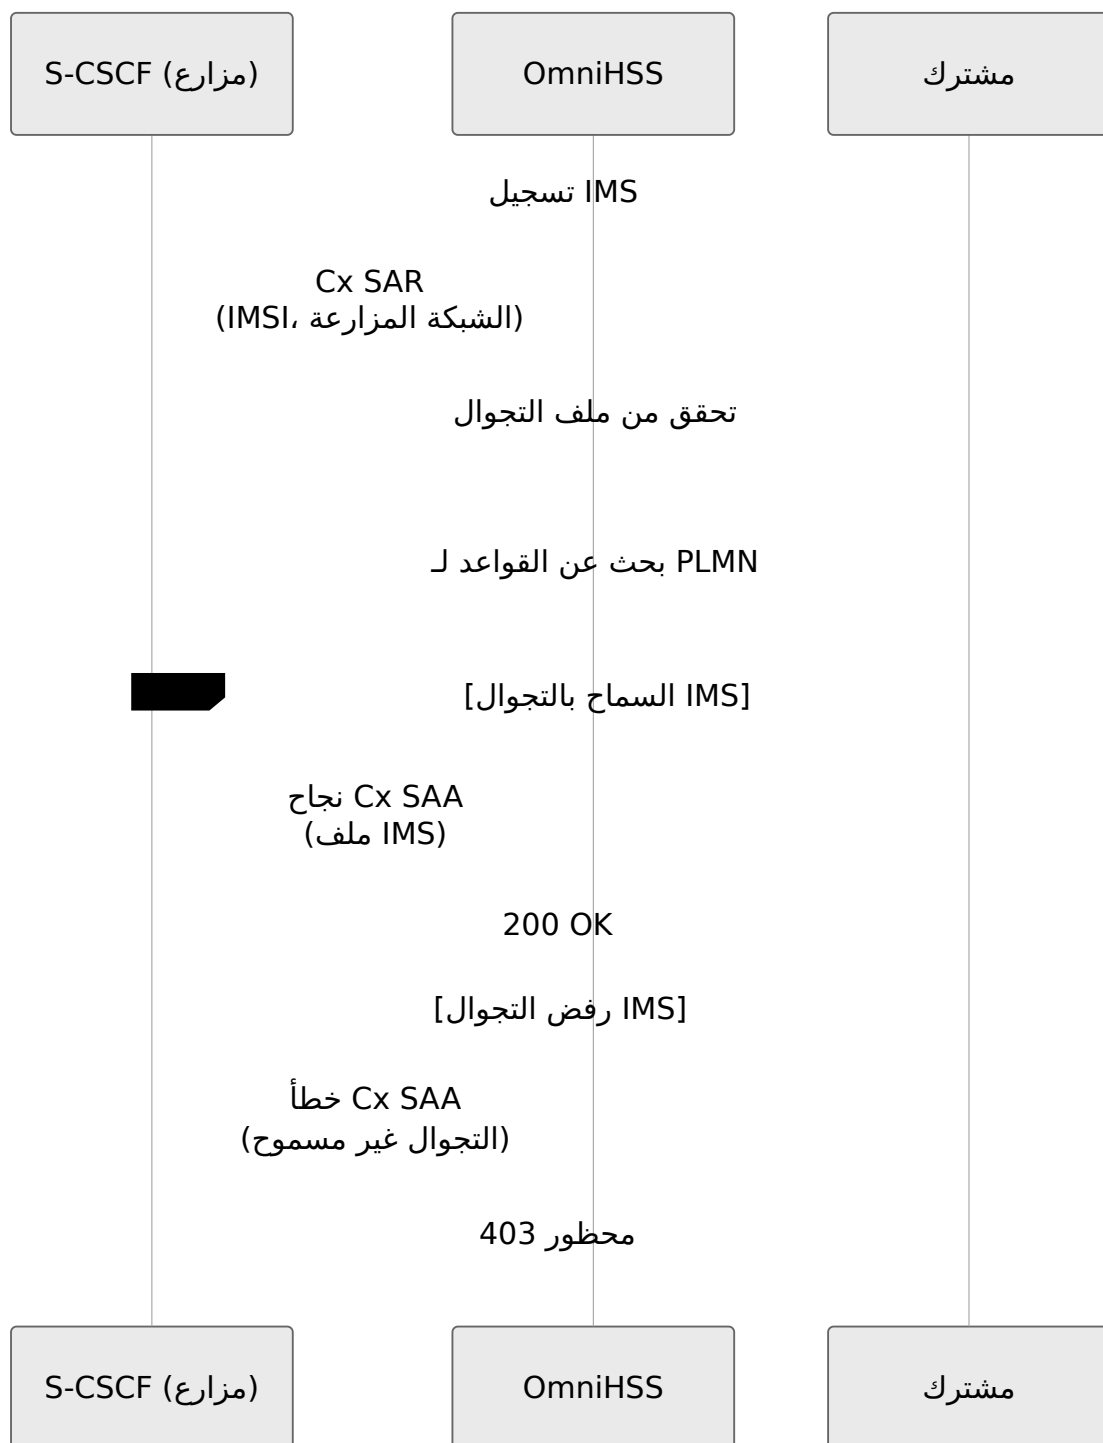 S-CSCF (مزارع)
OmniHSS
مشترك
تسجيل IMS
Cx SAR
(IMSI، الشبكة المزارعة)
تحقق من ملف التجوال
بحث عن القواعد لـ PLMN
[السماح بالتجوال IMS]
نجاح Cx SAA
(ملف IMS)
200 OK
[رفض التجوال IMS]
خطأ Cx SAA
(التجوال غير مسموح)
403 محظور
S-CSCF (مزارع)
OmniHSS
مشترك